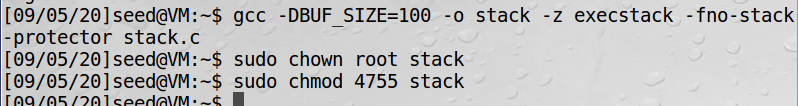 [09/05/20]seed@VM:~$ gcc -DBUF_SIZE=100 -o stack -z execstack -fno-stack
-protector stack.c
[09/05/20]seed@VM:~$ sudo chown root stack
[09/05/20]seed@VM:~$ sudo chmod 4755 stack
[09/05/20]seed@VM:~$